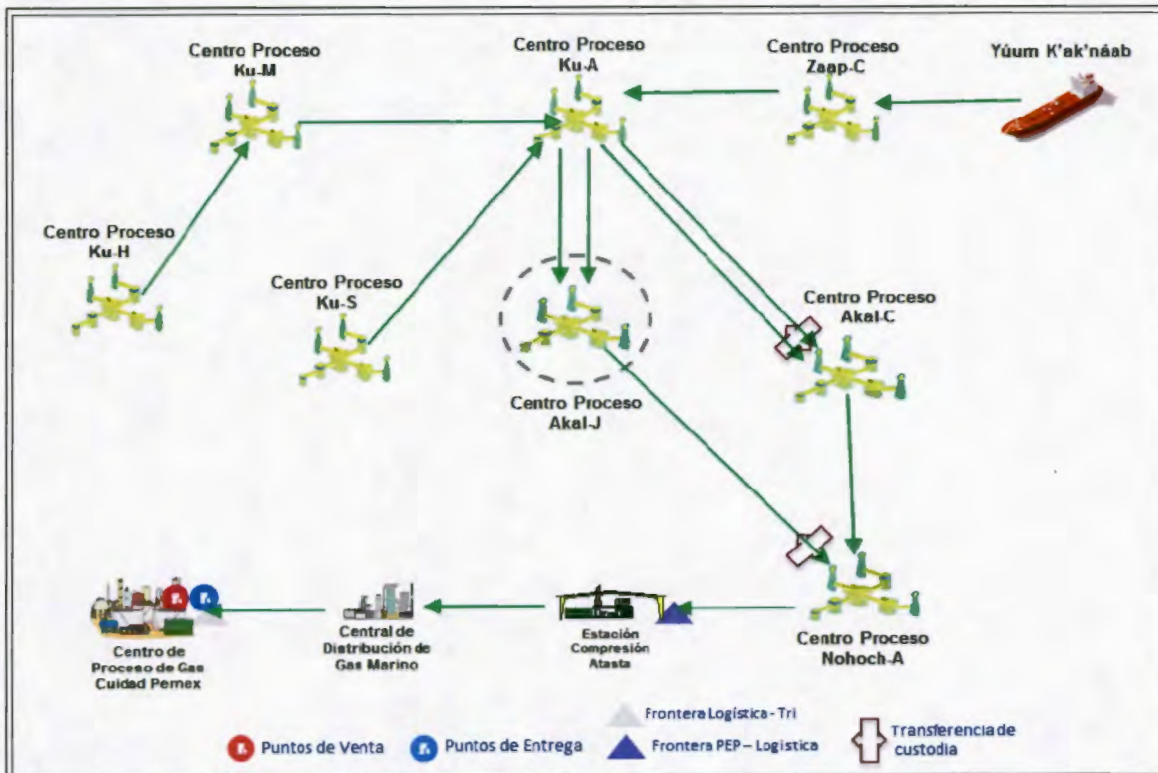 Centro Proceso
Ku-M
Centro Proceso
Ku-A
Centro Proceso
Zaap-C
Yúum K'ak'náab
Centro Proceso
Ku-H
Centro Proceso
Ku-S
Centro Proceso
Akal-C
Centro Proceso
Akal-J
Centro de
Proceso de Gas
Cuidad Pemex
Central de
Distribución de
Gas Marino
Estación
Compresión
Atasta
Centro Proceso
Nohoch-A
Puntos de Venta
Puntos de Entrega
Frontera Logística - Tri
Frontera PEP – Logística
Transferencia de
custodia